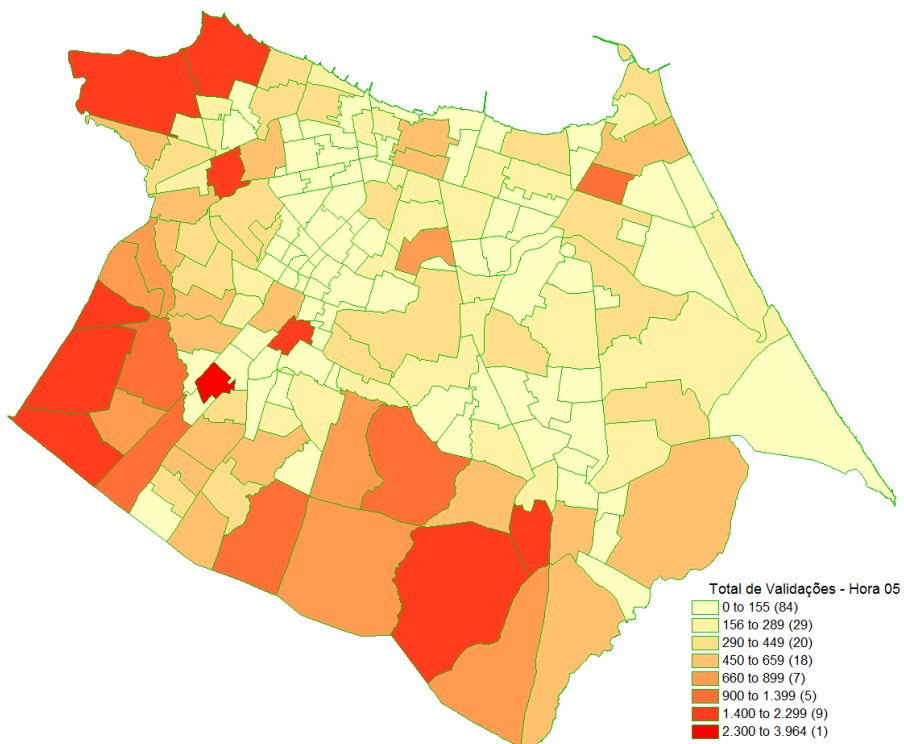 Total de Validações - Hora 05
0 to 155 (84)
156 to 289 (29)
290 to 449 (20)
450 to 659 (18)
660 to 899 (7)
900 to 1.399 (5)
1.400 to 2.299 (9)
2.300 to 3.964 (1)